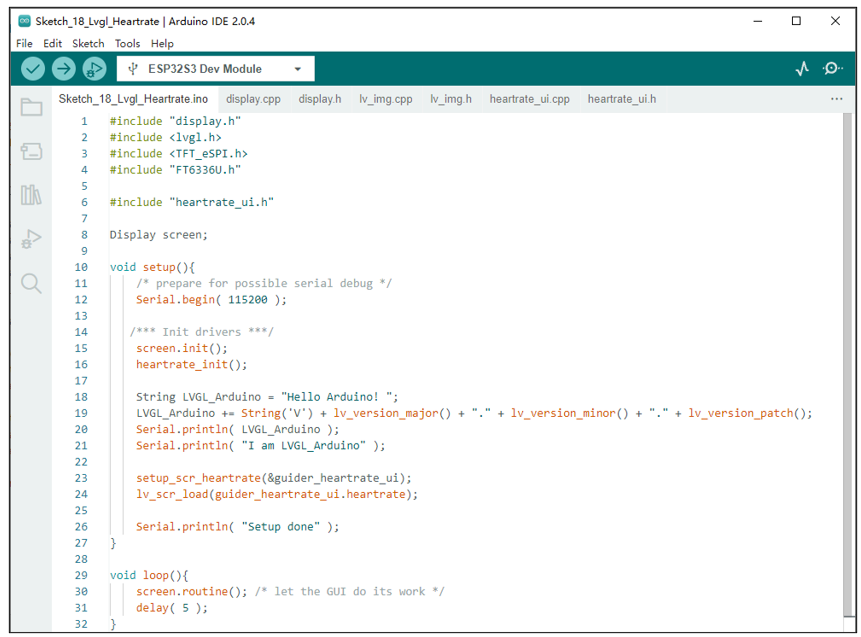 Sketch_18_Lvgl_Heartrate | Arduino IDE 2.0.4
File Edit Sketch Tools Help
ESP32S3 Dev Module
Sketch_18_Lvgl_Heartrate.ino display.cpp display.h lv_img.cpp lv_img.h heartrate_ui.cpp heartrate_ui.h ...
1 #include "display.h"
2 #include <lvgl.h>
3 #include <TFT_eSPI.h>
4 #include "FT6336U.h"
5
6 #include "heartrate_ui.h"
7
8 Display screen;
9
10 void setup(){
11     /* prepare for possible serial debug */
12     Serial.begin( 115200 );
13
14    /*** Init drivers ***/
15     screen.init();
16     heartrate_init();
17
18     String LVGL_Arduino = "Hello Arduino! ";
19     LVGL_Arduino += String('V') + lv_version_major() + "." + lv_version_minor() + "." + lv_version_patch();
20     Serial.println( LVGL_Arduino );
21     Serial.println( "I am LVGL_Arduino" );
22
23     setup_scr_heartrate(&guider_heartrate_ui);
24     lv_scr_load(guider_heartrate_ui.heartrate);
25
26     Serial.println( "Setup done" );
27 }
28
29 void loop(){
30     screen.routine(); /* let the GUI do its work */
31     delay( 5 );
32 }